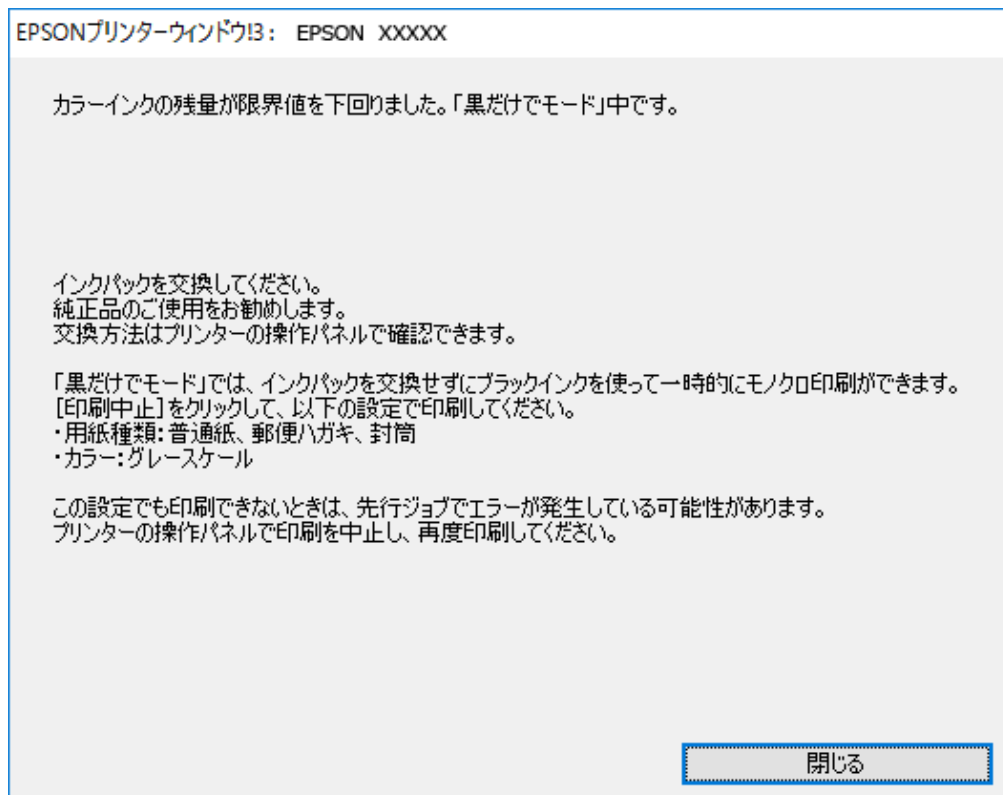 EPSONプリンターウィンドウ!3： EPSON XXXXX
カラーインクの残量が限界値を下回りました。「黒だけでモード」中です。
インクパックを交換してください。
純正品のご使用をお勧めします。
交換方法はプリンターの操作パネルで確認できます。
「黒だけでモード」では、インクパックを交換せずにブラックインクを使って一時的にモノクロ印刷ができます。
[印刷中止]をクリックして、以下の設定で印刷してください。
・用紙種類：普通紙、郵便ハガキ、封筒
・カラー：グレースケール
この設定でも印刷できないときは、先行ジョブでエラーが発生している可能性があります。
プリンターの操作パネルで印刷を中止し、再度印刷してください。
閉じる